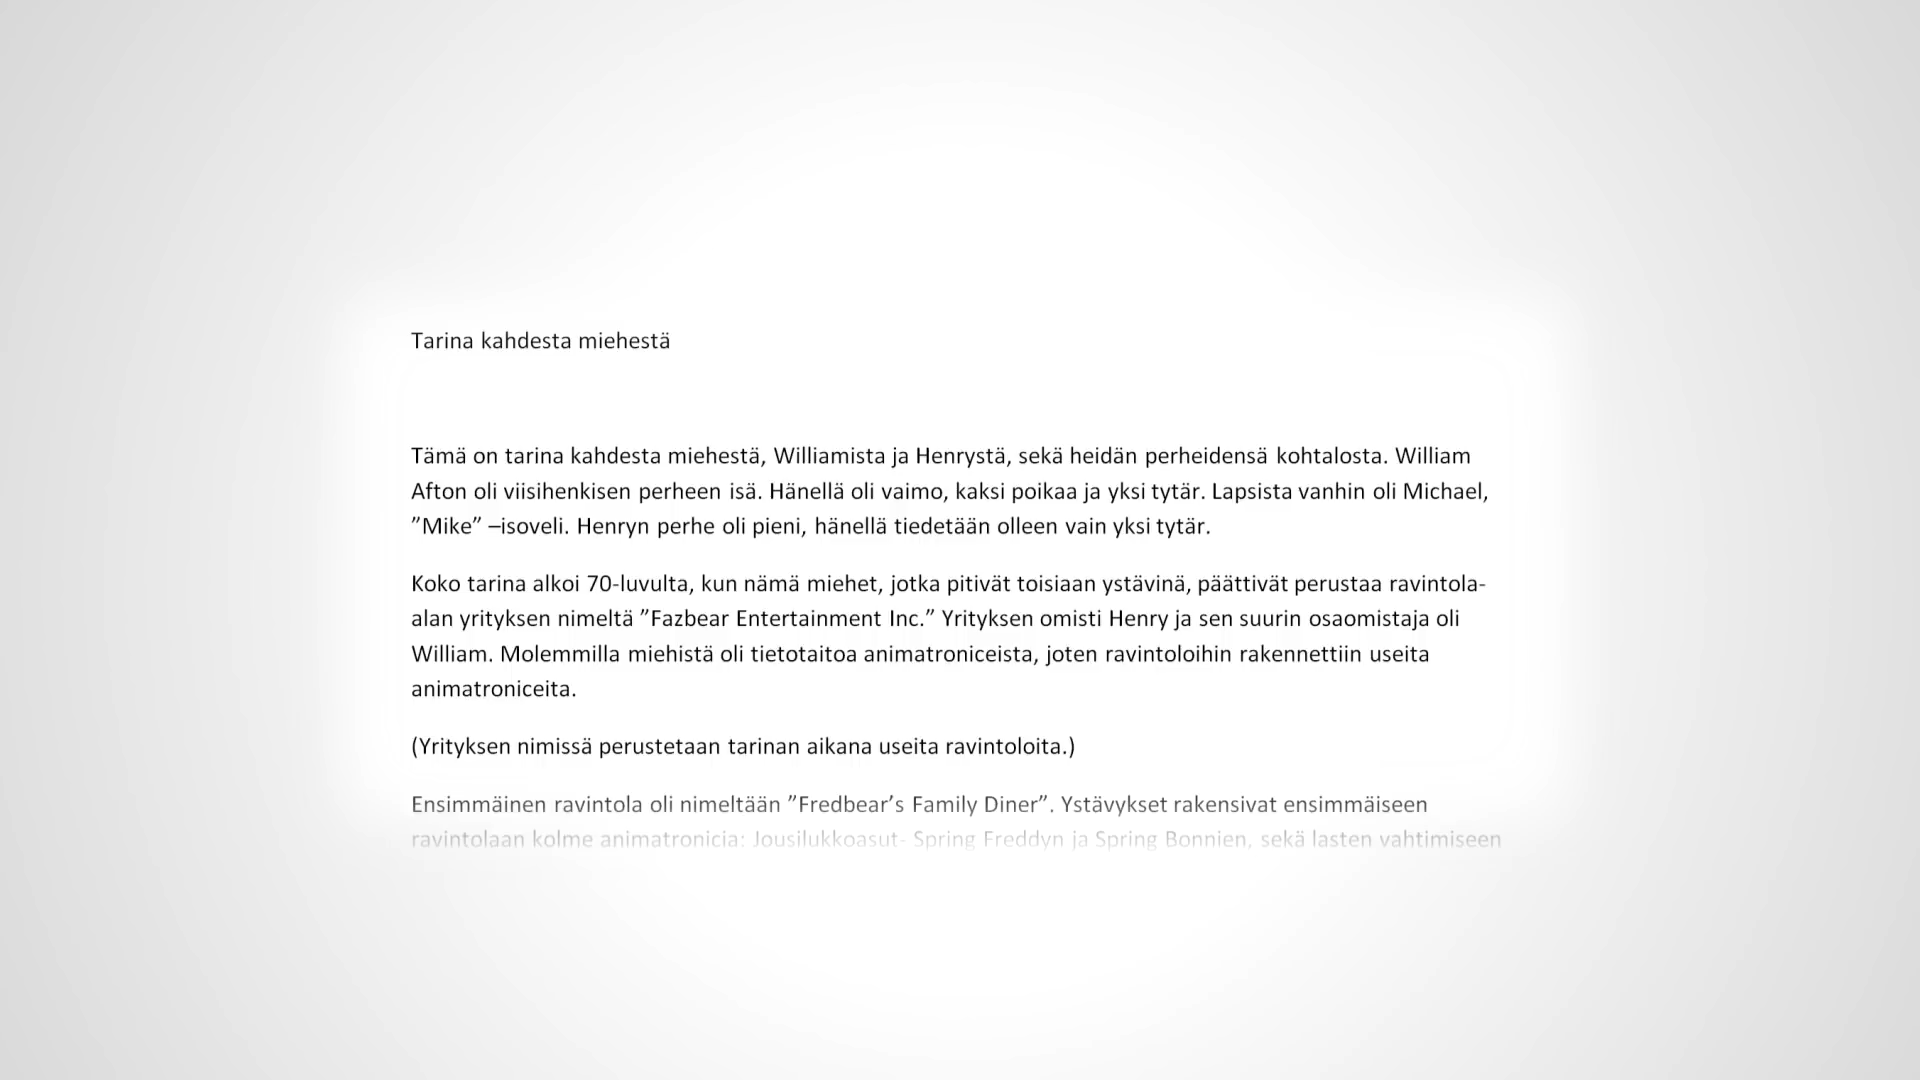 Tarina kahdesta miehestä
Tämä on tarina kahdesta miehestä, Williamista ja Henrystä, sekä heidän perheidensä kohtalosta. William
Afton oli viisihenkisen perheen isä. Hänellä oli vaimo, kaksi poikaa ja yksi tytär. Lapsista vanhin oli Michael,
”Mike” –isoveli. Henryn perhe oli pieni, hänellä tiedetään olleen vain yksi tytär.
Koko tarina alkoi 70-luvulta, kun nämä miehet, jotka pitivät toisiaan ystävinä, päättivät perustaa ravintola-
alan yrityksen nimeltä ”Fazbear Entertainment Inc.” Yrityksen omisti Henry ja sen suurin osaomistaja oli
William. Molemmilla miehistä oli tietotaitoa animatroniceista, joten ravintoloihin rakennettiin useita
animatroniceita.
(Yrityksen nimissä perustetaan tarinan aikana useita ravintoloita.)
Ensimmäinen ravintola oli nimeltään ”Fredbear’s Family Diner”. Ystävykset rakensivat ensimmäiseen
ravintolaan kolme animatronicia: Jousilukkoasut- Spring Freddyn ja Spring Bonnien, sekä lasten vahtimiseen